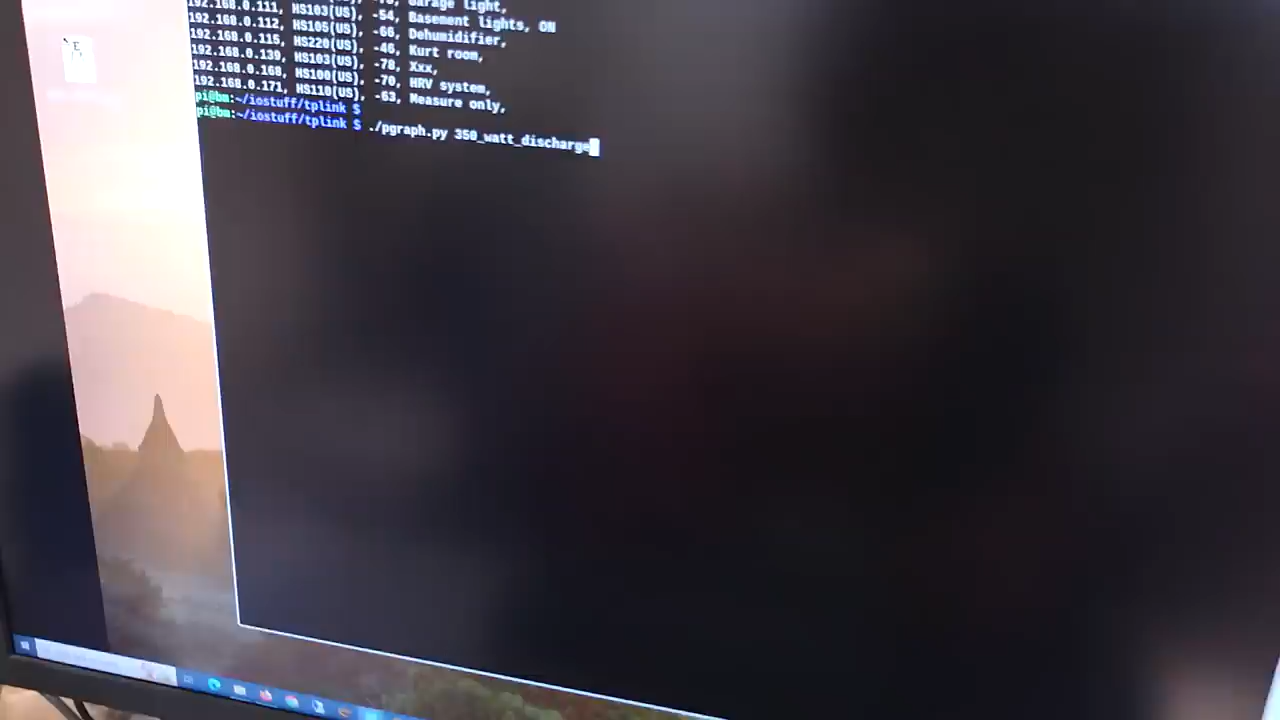 Garage light,
192.168.0.111, HS103(US), -54, Basement lights, ON
192.168.0.112, HS105(US), -66, Dehumidifier,
192.168.0.115, HS220(US), -46, Kurt room,
192.168.0.139, HS103(US), -78, Xxx,
192.168.0.168, HS100(US), -70, HRV system,
192.168.0.171, HS110(US), -63, Measure only,
pi@bm:~/iostuff/tplink $
pi@bm:~/iostuff/tplink $ ./pgraph.py 350_watt_discharge